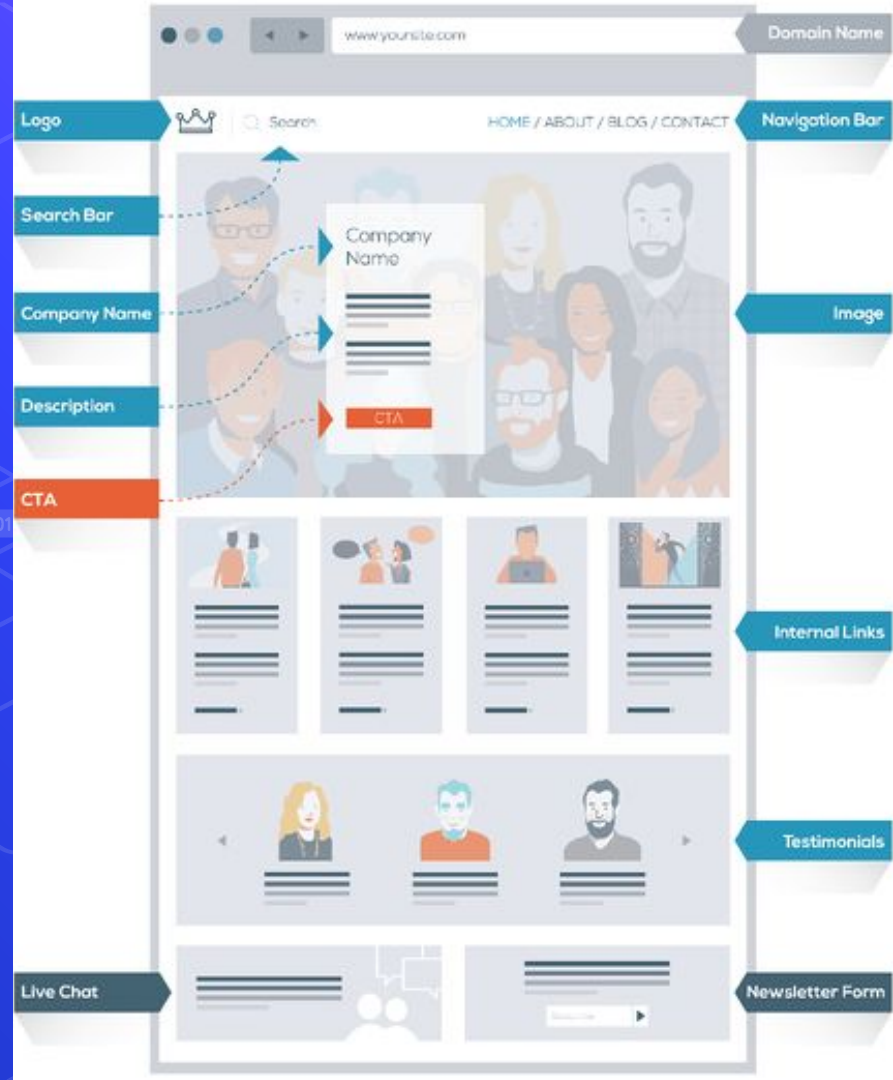 www.yoursite.com
Domain Name
Logo
Search
HOME / ABOUT / BLOG / CONTACT
Navigation Bar
Search Bar
Company
Name
Company Name
Image
Description
CTA
CTA
01
Internal Links
Testimonials
Live Chat
Newsletter Form